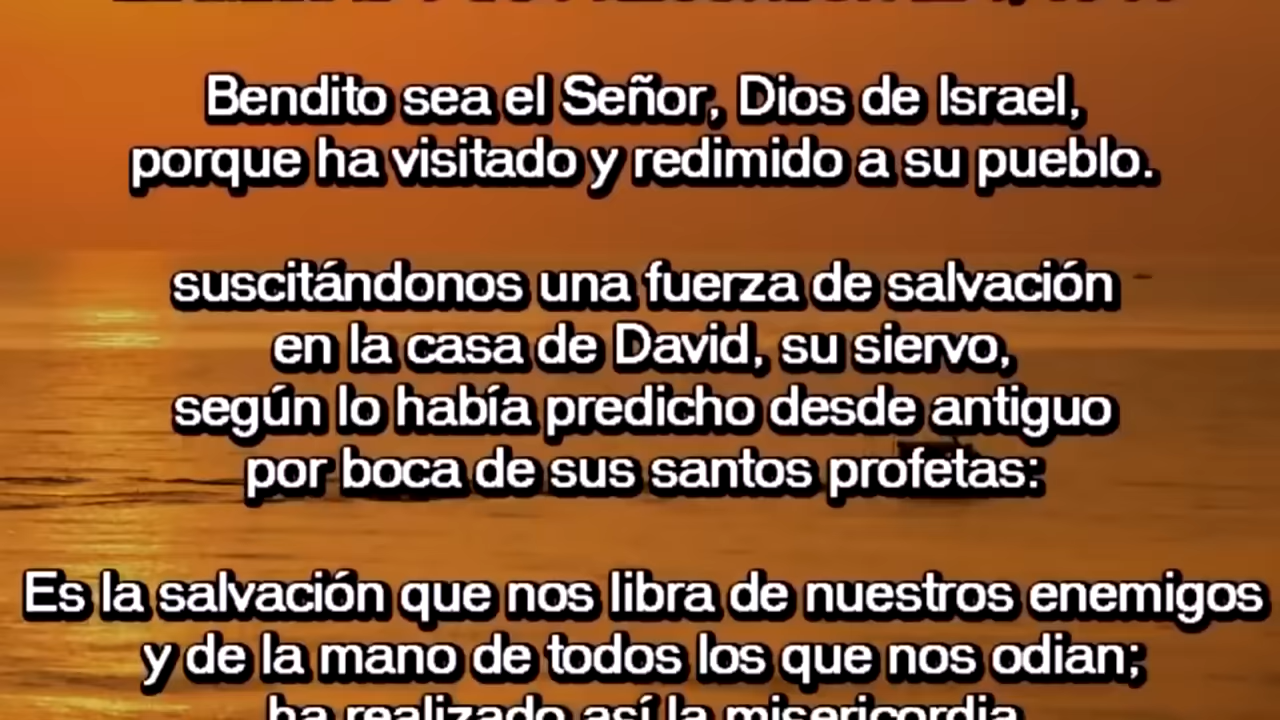 Bendito sea el Señor, Dios de Israel,
porque ha visitado y redimido a su pueblo.
suscitándonos una fuerza de salvación
en la casa de David, su siervo,
según lo había predicho desde antiguo
por boca de sus santos profetas:
Es la salvación que nos libra de nuestros enemigos
y de la mano de todos los que nos odian;
ha realizado así la misericordia